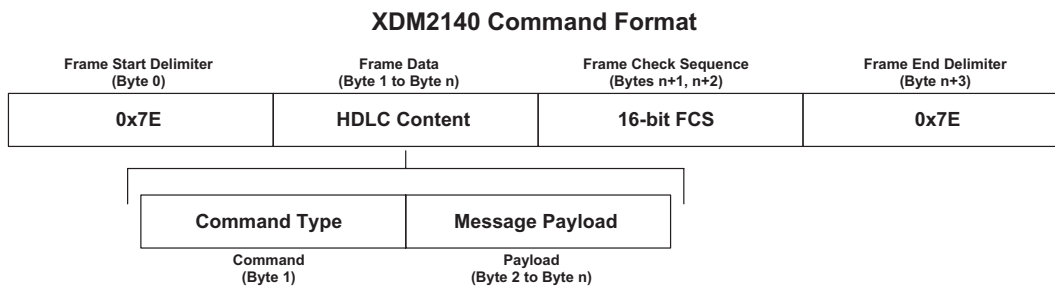 XDM2140 Command Format
Frame Start Delimiter
(Byte 0)
Frame Data
(Byte 1 to Byte n)
Frame Check Sequence
(Bytes n+1, n+2)
Frame End Delimiter
(Byte n+3)
0x7E
HDLC Content
16-bit FCS
0x7E
Command Type
Message Payload
Command
(Byte 1)
Payload
(Byte 2 to Byte n)